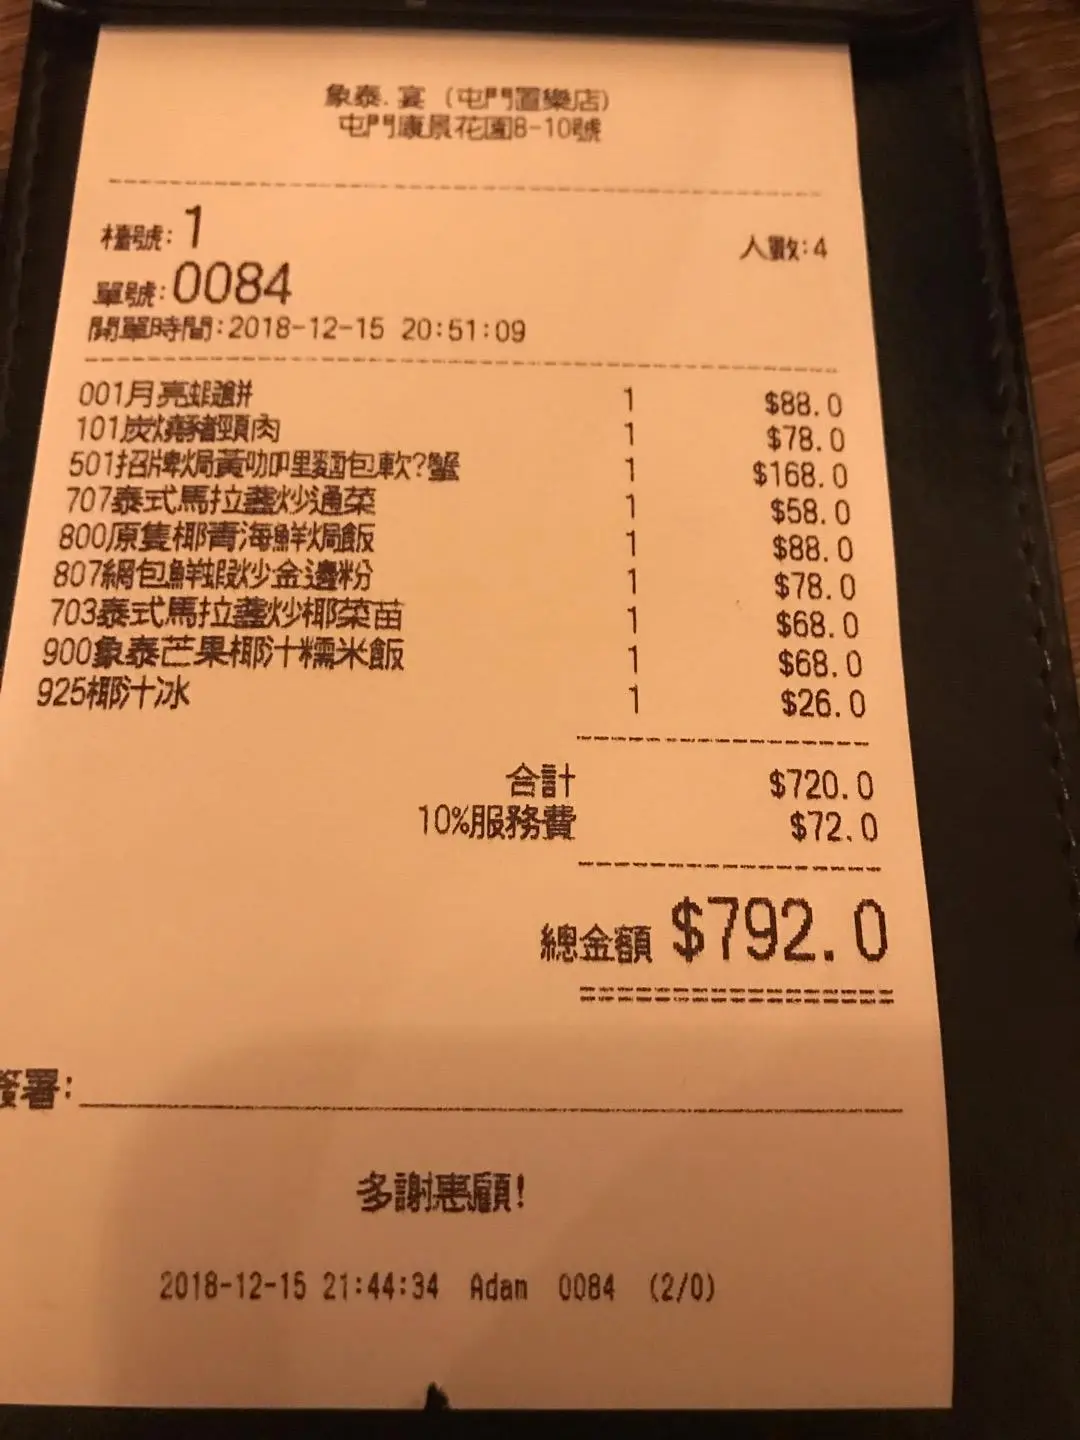 象泰.宴 (屯門置樂店)
屯門康景花園8-10號
檯號:1
人數:4
單號:0084
開單時間:2018-12-15 20:51:09
001月亮蝦餅 1 $88.0
101炭燒豬頸肉 1 $78.0
501招牌焗黃咖喱麵包軟?蟹 1 $168.0
707泰式馬拉盞炒通菜 1 $58.0
800原隻椰青海鮮焗飯 1 $88.0
807網包鮮蝦炒金邊粉 1 $78.0
703泰式馬拉盞炒椰菜苗 1 $68.0
900象泰芒果椰汁糯米飯 1 $68.0
925椰汁冰 1 $26.0
合計 $720.0
10%服務費 $72.0
總金額 $792.0
簽署:
多謝惠顧!
2018-12-15 21:44:34 Adam 0084 (2/0)